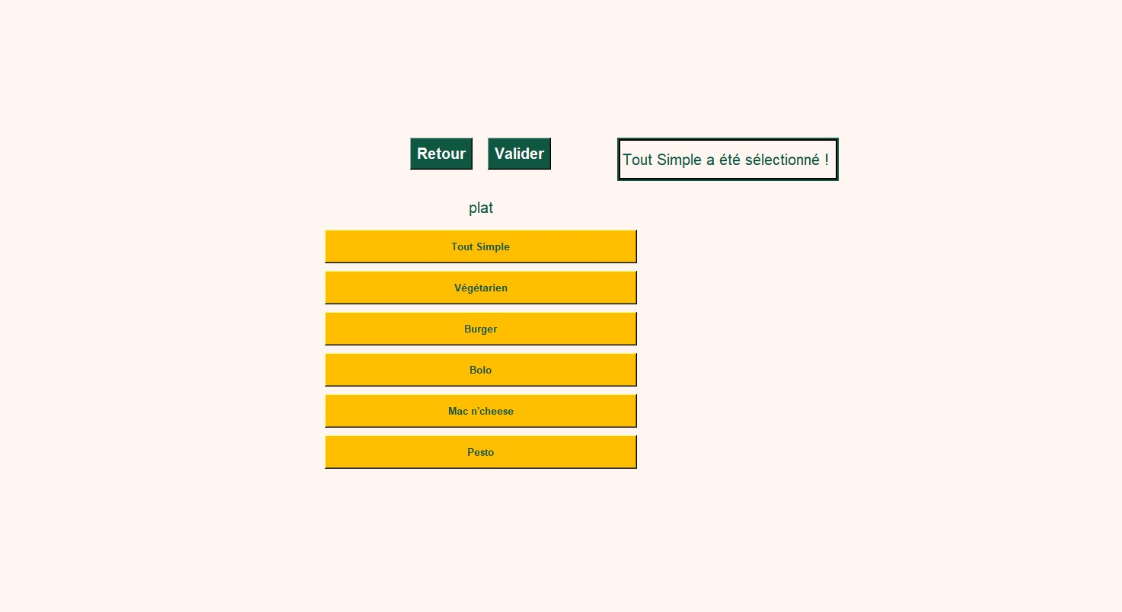 Retour
Valider
Tout Simple a été sélectionné !
plat
Tout Simple
Végétarien
Burger
Bolo
Mac n'cheese
Pesto